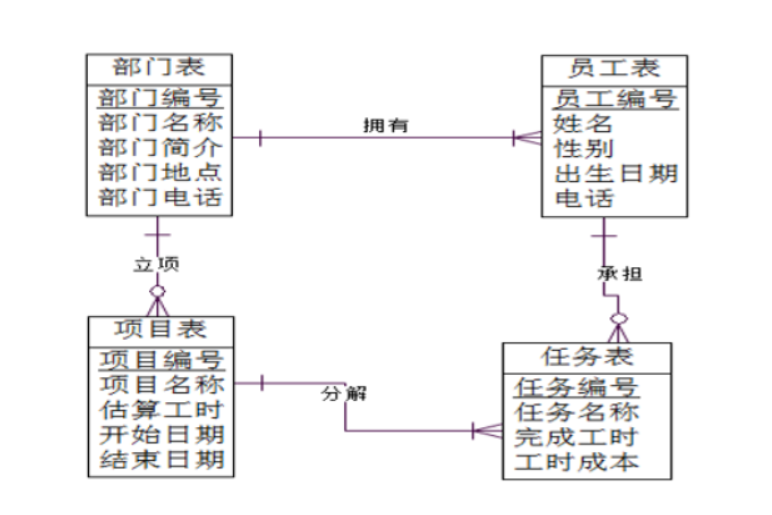 部门表
部门编号
部门名称
部门简介
部门地点
部门电话
拥有
员工表
员工编号
姓名
性别
出生日期
电话
立项
承担
项目表
项目编号
项目名称
估算工时
开始日期
结束日期
分解
任务表
任务编号
任务名称
完成工时
工时成本